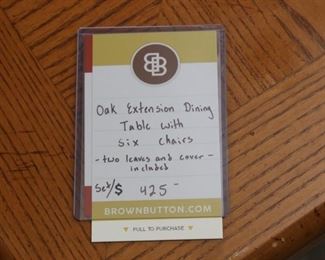 Oak Extension Dining
Table with
six chairs
- two leaves and cover -
included
Set/$ 425-
BROWNBUTTON.COM
PULL TO PURCHASE